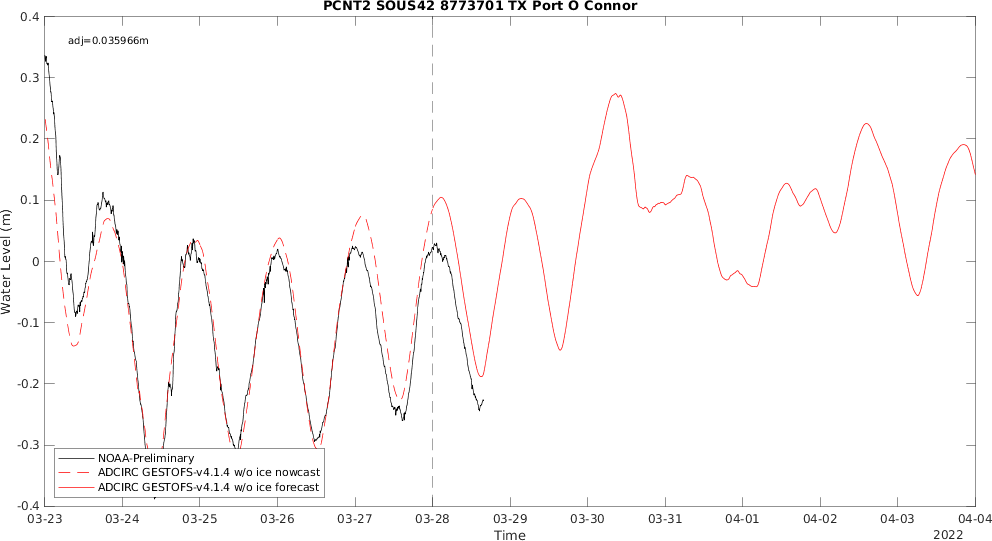 PCNT2 SOUS42 8773701 TX Port O Connor
adj=0.035966m
0.4
0.3
0.2
0.1
0
-0.1
-0.2
-0.3
-0.4
Water Level (m)
NOAA-Preliminary
ADCIRC GESTOFS-v4.1.4 w/o ice nowcast
ADCIRC GESTOFS-v4.1.4 w/o ice forecast
03-23 03-24 03-25 03-26 03-27 03-28 03-29 03-30 03-31 04-01 04-02 04-03 04-04
Time
2022